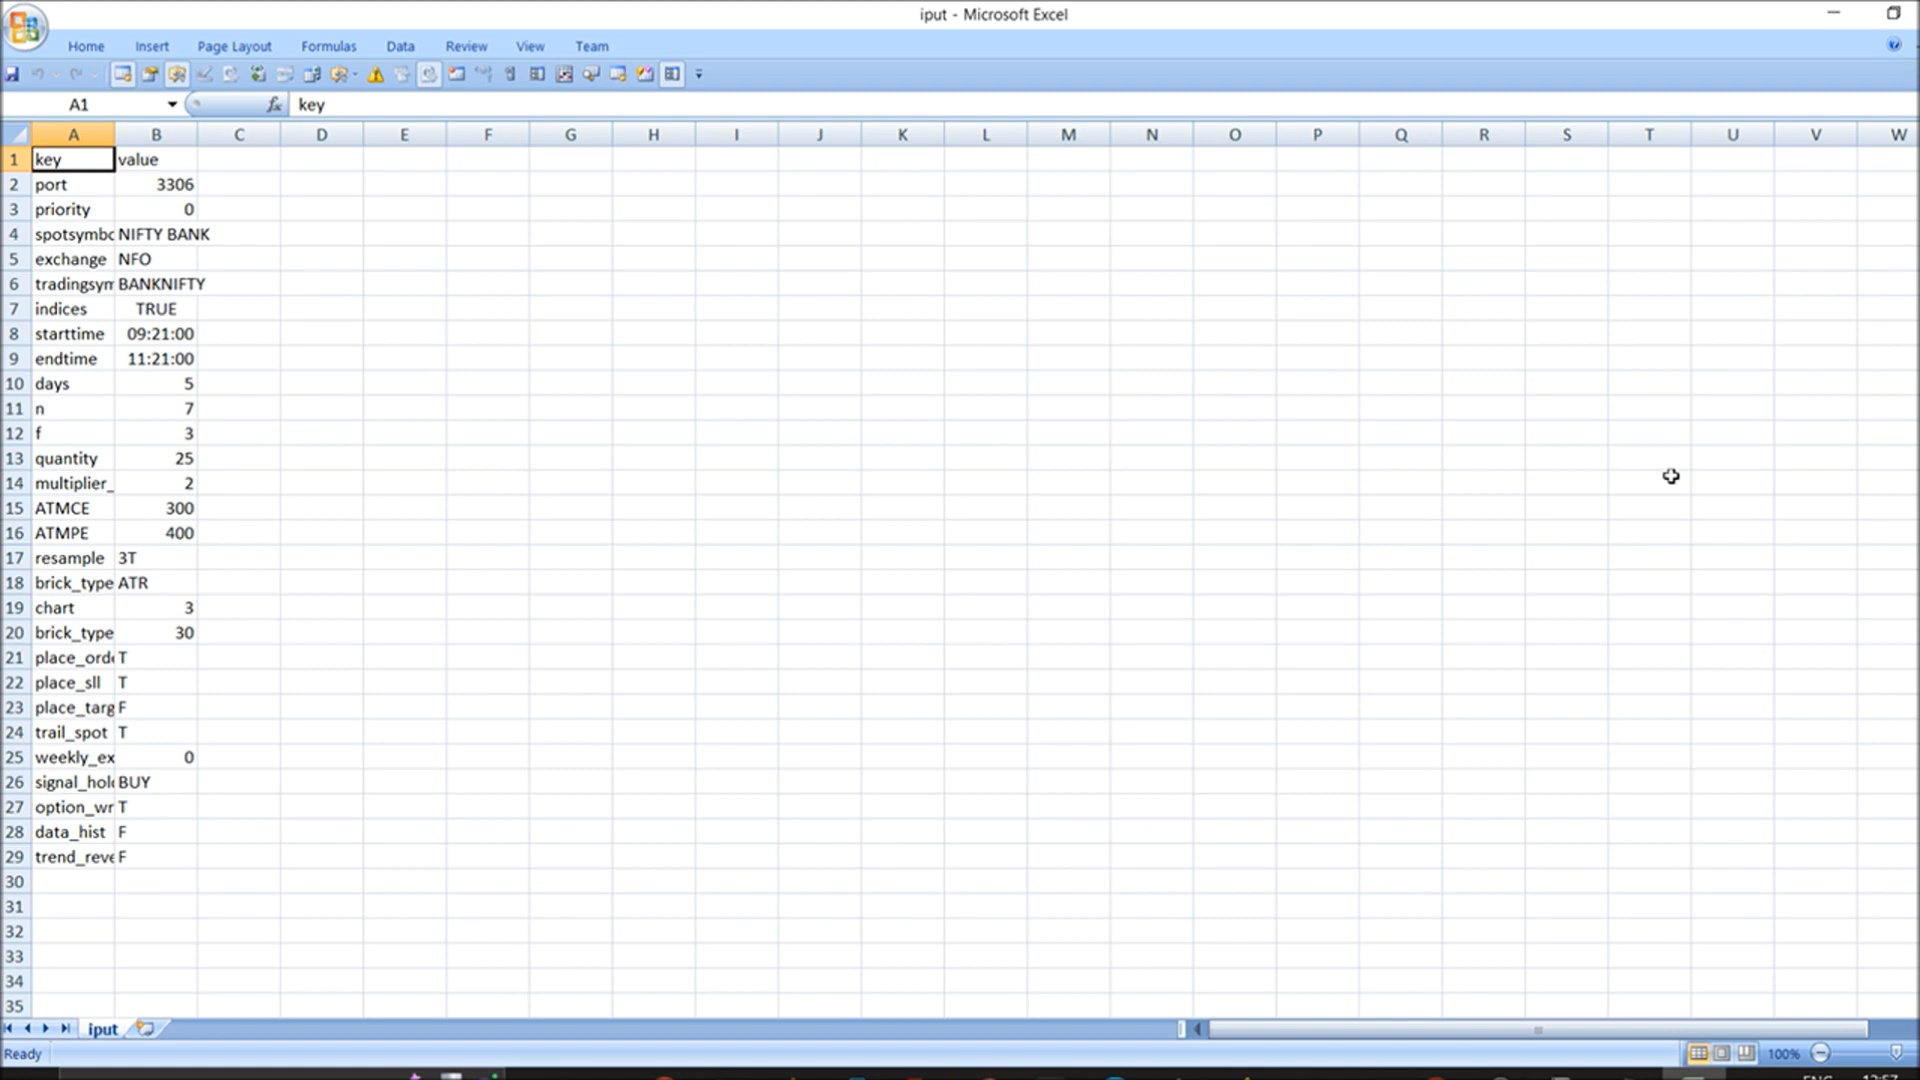 iput - Microsoft Excel
Home Insert Page Layout Formulas Data Review View Team
A1 fx key
A B C D E F G H I J K L M N O P Q R S T U V W
1 key value
2 port 3306
3 priority 0
4 spotsymbo NIFTY BANK
5 exchange NFO
6 tradingsym BANKNIFTY
7 indices TRUE
8 starttime 09:21:00
9 endtime 11:21:00
10 days 5
11 n 7
12 f 3
13 quantity 25
14 multiplier_ 2
15 ATMCE 300
16 ATMPE 400
17 resample 3T
18 brick_type ATR
19 chart 3
20 brick_type 30
21 place_orde T
22 place_sll T
23 place_targ F
24 trail_spot T
25 weekly_ex 0
26 signal_hol BUY
27 option_wr T
28 data_hist F
29 trend_reve F
30
31
32
33
34
35
iput
Ready 100%